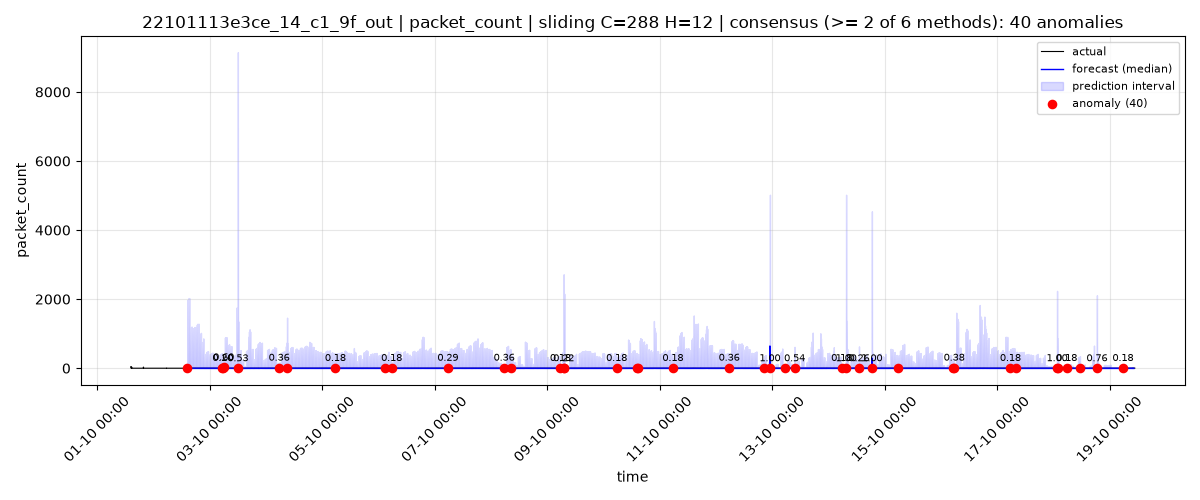 22101113e3ce_14_c1_9f_out | packet_count | sliding C=288 H=12 | consensus (>= 2 of 6 methods): 40 anomalies
actual
forecast (median)
prediction interval
anomaly (40)
packet_count
8000
6000
4000
2000
0
0.53 0.36 0.18 0.18 0.29 0.36 0.18 0.18 0.36 1.00 0.54 1.00 0.38 0.18 0.18 0.76 0.18
01-10 00:00
03-10 00:00
05-10 00:00
07-10 00:00
09-10 00:00
11-10 00:00
13-10 00:00
15-10 00:00
17-10 00:00
19-10 00:00
time